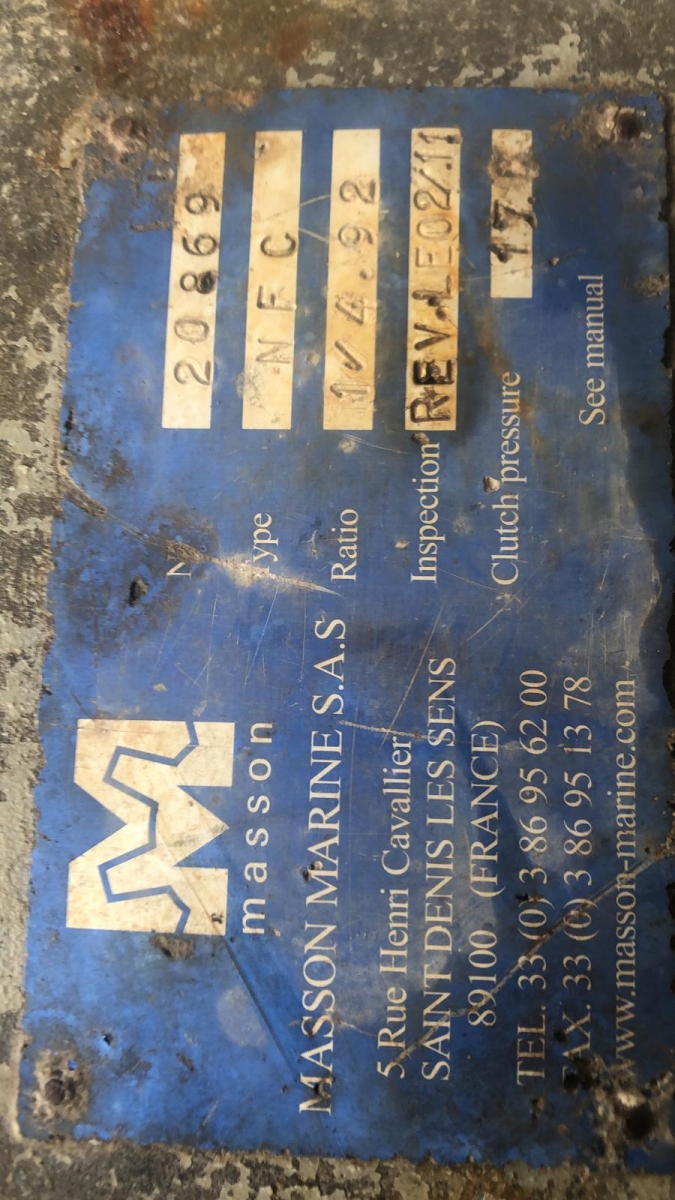 masson
MASSON MARINE S.A.S
5 Rue Henri Cavallier
SAINT DENIS LES SENS
89100 (FRANCE)
TEL. 33 (0) 3 86 95 62 00
FAX. 33 (0) 3 86 95 13 78
www.masson-marine.com
20869
Type NFC
Ratio 1/4.92
Inspection REV.LE02/11
Clutch pressure
See manual